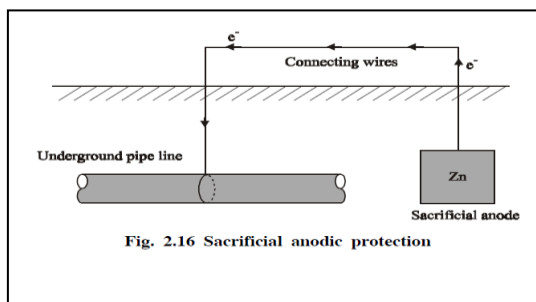 e-
Connecting wires
e-
Underground pipe line
Zn
Sacrificial anode
Fig. 2.16 Sacrificial anodic protection